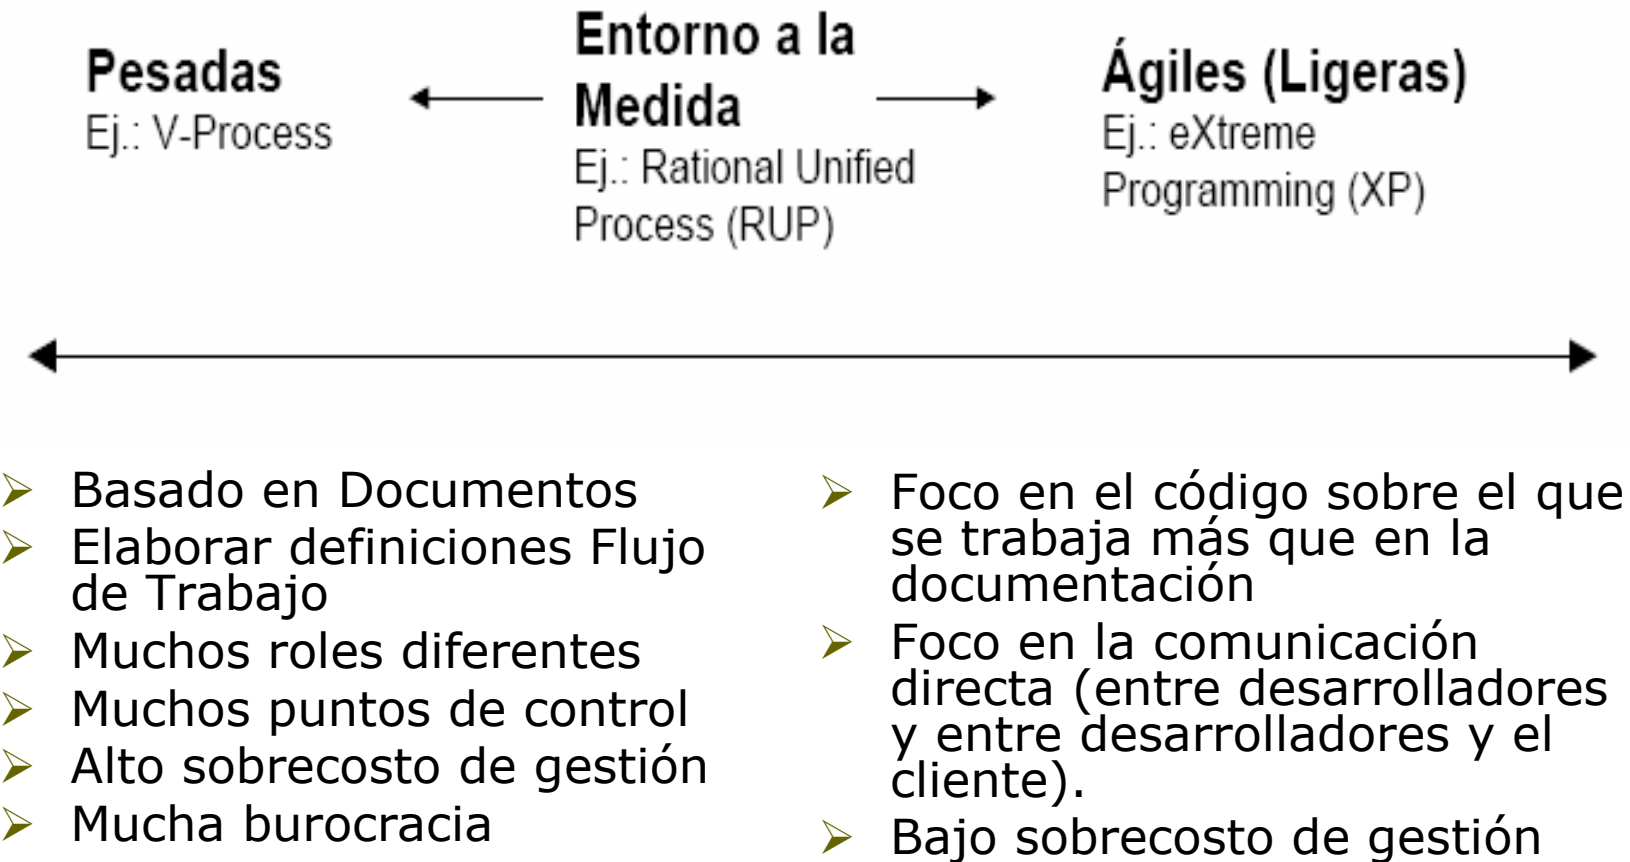 Pesadas
Ej.: V-Process
Entorno a la
Medida
Ej.: Rational Unified
Process (RUP)
Ágiles (Ligeras)
Ej.: eXtreme
Programming (XP)
Basado en Documentos
Elaborar definiciones Flujo
de Trabajo
Muchos roles diferentes
Muchos puntos de control
Alto sobrecosto de gestión
Mucha burocracia
Foco en el código sobre el que
se trabaja más que en la
documentación
Foco en la comunicación
directa (entre desarrolladores
y entre desarrolladores y el
cliente).
Bajo sobrecosto de gestión